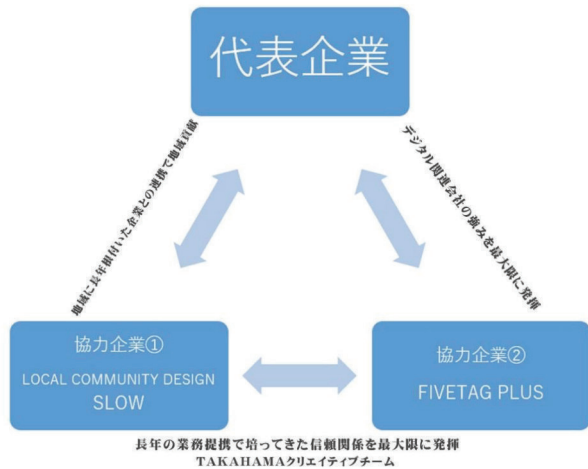 代表企業
地域に長年根付いた企業との連携で地域貢献
デジタル関連会社の強みを最大限に発揮
協力企業①
LOCAL COMMUNITY DESIGN
SLOW
協力企業②
FIVETAG PLUS
長年の業務提携で培ってきた信頼関係を最大限に発揮
TAKAHAMAクリエイティブチーム